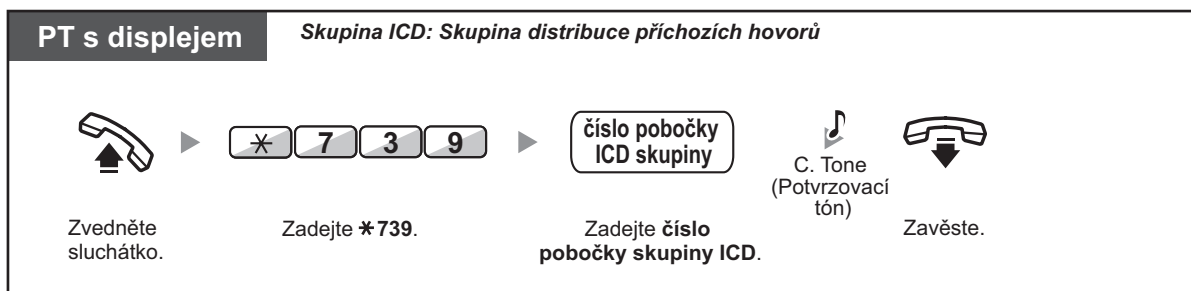 PT s displejem
Skupina ICD: Skupina distribuce příchozích hovorů
* 7 3 9
číslo pobočky
ICD skupiny
C. Tone
(Potvrzovací
tón)
Zvedněte
sluchátko.
Zadejte *739.
Zadejte číslo
pobočky skupiny ICD.
Zavěste.